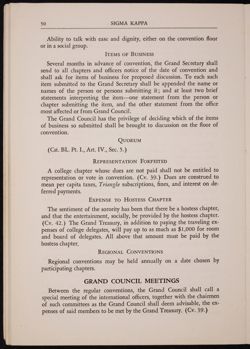 50 SIGMA KAPPA
Ability to talk with ease and dignity, either on the convention floor
or in a social group.
ITEMS OF BUSINESS
Several months in advance of convention, the Grand Secretary shall
send to all chapters and officers notice of the date of convention and
shall ask for items of business for proposed discussion. To each such
item submitted to the Grand Secretary shall be appended the name or
names of the person or persons submitting it; and at least two brief
statements interpreting the item—one statement from the person or
chapter submitting the item, and the other statement from the office
most affected or from Grand Council.
The Grand Council has the privilege of deciding which of the items
of business so submitted shall be brought to discussion on the floor of
convention.
QUORUM
(Cat. BL. Pt. I., Art. IV., Sec. 5.)
REPRESENTATION FORFEITED
A college chapter whose dues are not paid shall not be entitled to
representation or vote in convention. (Cv. 39.) Dues are construed to
mean per capita taxes, Triangle subscriptions, fines, and interest on de-
ferred payments.
EXPENSE TO HOSTESS CHAPTER
The sentiment of the sorority has been that there be a hostess chapter,
and that the entertainment, socially, be provided by the hostess chapter.
(Cv. 42.) The Grand Treasury, in addition to paying the traveling ex-
penses of college delegates, will pay up to as much as $1,000 for room
and board of delegates. All above that amount must be paid by the
hostess chapter.
REGIONAL CONVENTIONS
Regional conventions may be held annually on a date chosen by
participating chapters.
GRAND COUNCIL MEETINGS
Between the regular conventions, the Grand Council shall call a
special meeting of the international officers, together with the chairmen
of such committees as the Grand Council shall deem advisable, the ex-
penses of said members to be met by the Grand Treasury. (Cv. 39.)